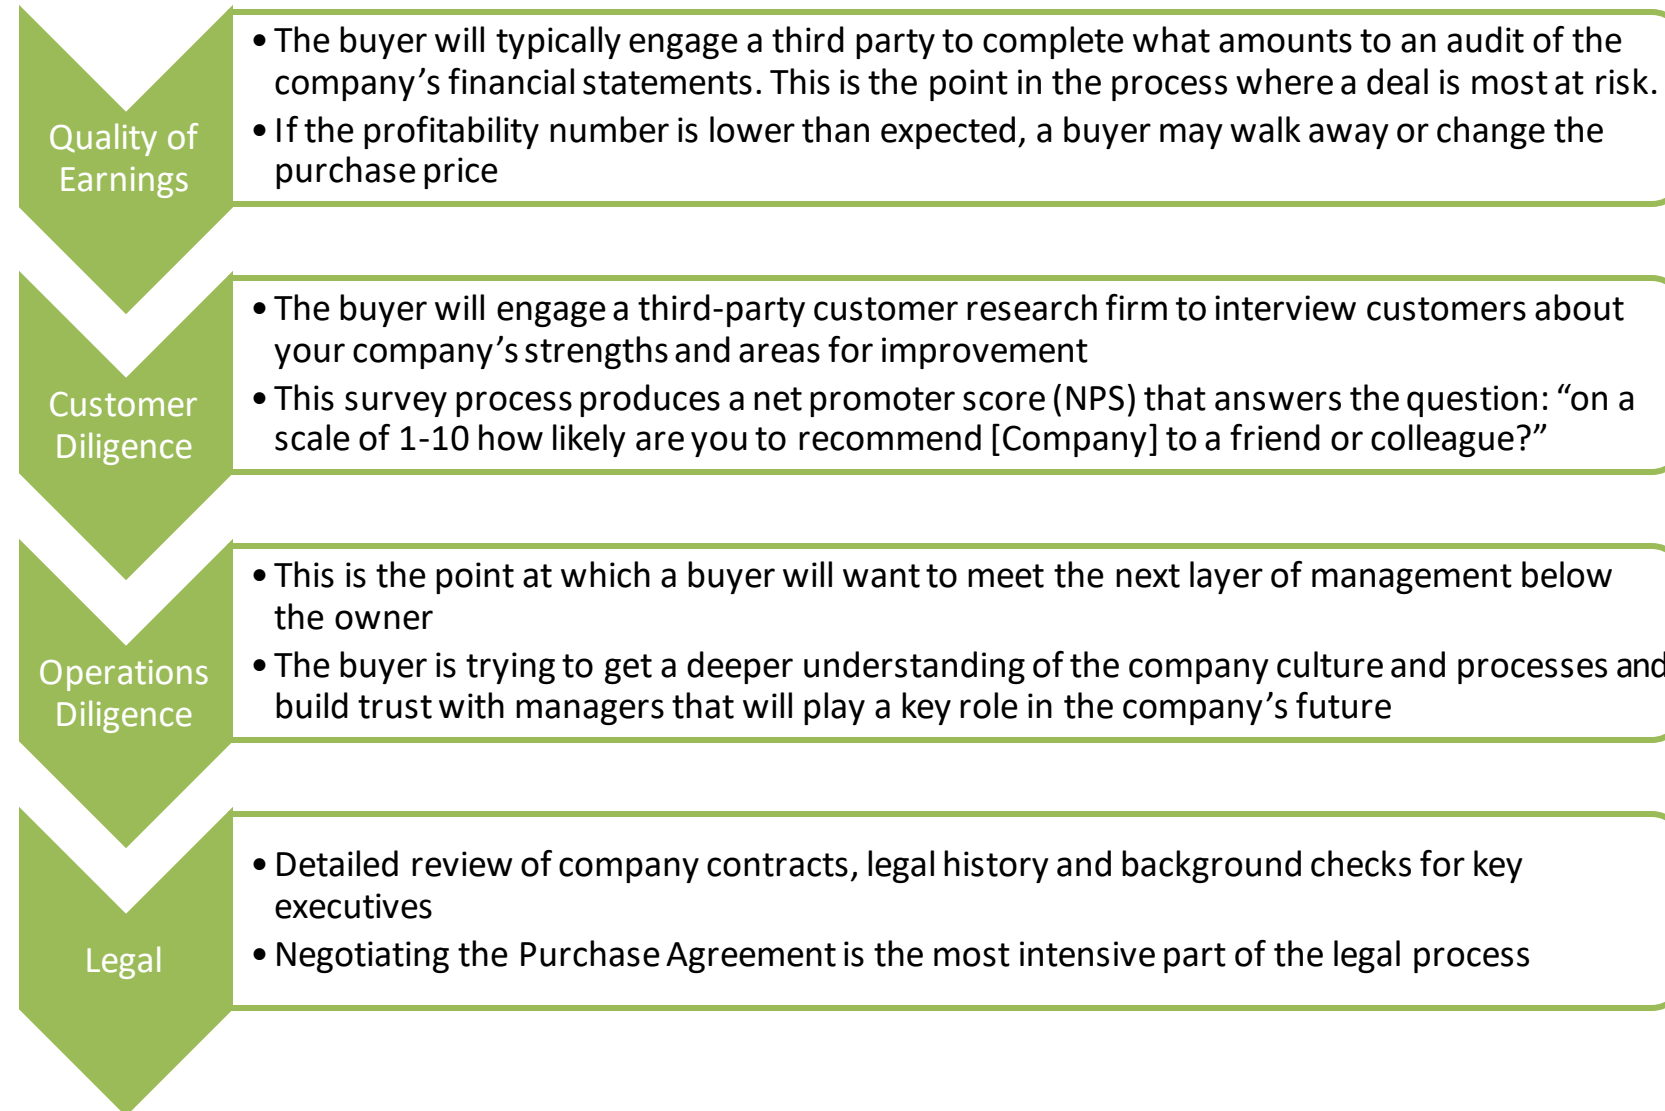 Quality of
Earnings
• The buyer will typically engage a third party to complete what amounts to an audit of the
company’s financial statements. This is the point in the process where a deal is most at risk.
• If the profitability number is lower than expected, a buyer may walk away or change the
purchase price
Customer
Diligence
• The buyer will engage a third-party customer research firm to interview customers about
your company’s strengths and areas for improvement
• This survey process produces a net promoter score (NPS) that answers the question: “on a
scale of 1-10 how likely are you to recommend [Company] to a friend or colleague?”
Operations
Diligence
• This is the point at which a buyer will want to meet the next layer of management below
the owner
• The buyer is trying to get a deeper understanding of the company culture and processes and
build trust with managers that will play a key role in the company’s future
Legal
• Detailed review of company contracts, legal history and background checks for key
executives
• Negotiating the Purchase Agreement is the most intensive part of the legal process